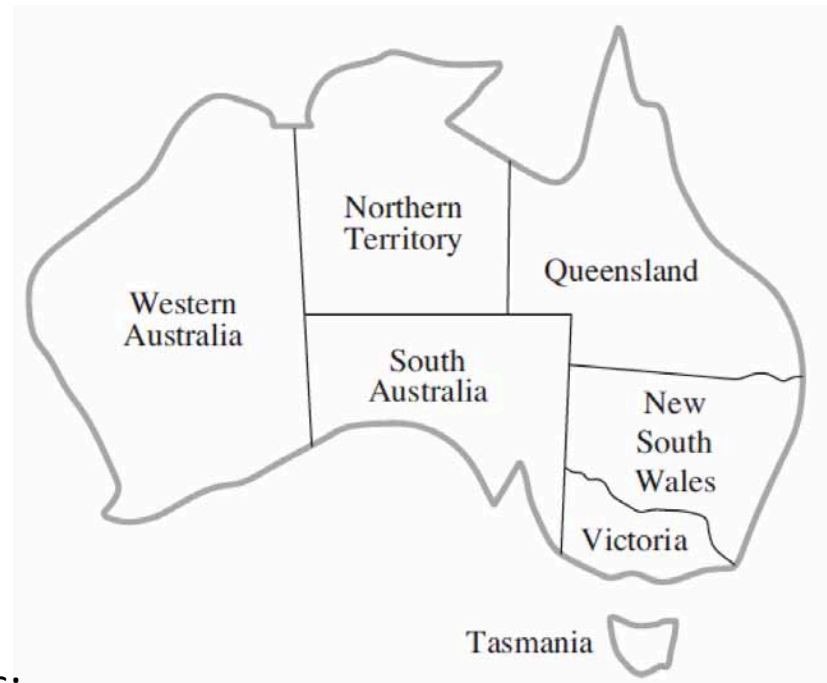 Northern
Territory
Queensland
Western
Australia
South
Australia
New
South
Wales
Victoria
Tasmania